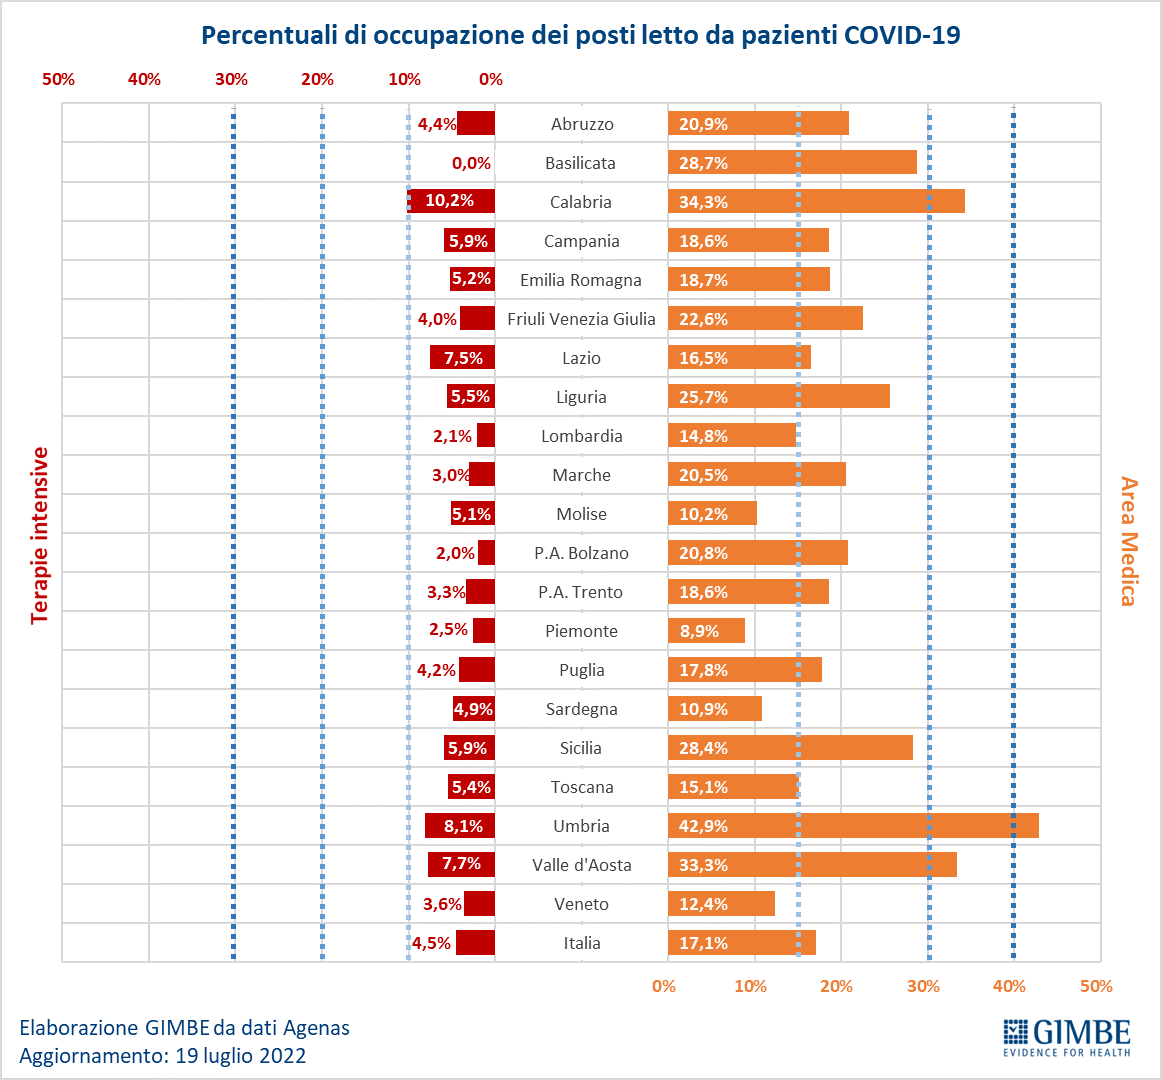 Percentuali di occupazione dei posti letto da pazienti COVID-19
50% 40% 30% 20% 10% 0%
4,4% Abruzzo 20,9%
0,0% Basilicata 28,7%
10,2% Calabria 34,3%
5,9% Campania 18,6%
5,2% Emilia Romagna 18,7%
4,0% Friuli Venezia Giulia 22,6%
7,5% Lazio 16,5%
5,5% Liguria 25,7%
2,1% Lombardia 14,8%
3,0% Marche 20,5%
5,1% Molise 10,2%
2,0% P.A. Bolzano 20,8%
3,3% P.A. Trento 18,6%
2,5% Piemonte 8,9%
4,2% Puglia 17,8%
4,9% Sardegna 10,9%
5,9% Sicilia 28,4%
5,4% Toscana 15,1%
8,1% Umbria 42,9%
7,7% Valle d'Aosta 33,3%
3,6% Veneto 12,4%
4,5% Italia 17,1%
Terapie intensive
Area Medica
0% 10% 20% 30% 40% 50%
Elaborazione GIMBE da dati Agenas
Aggiornamento: 19 luglio 2022
GIMBE
EVIDENCE FOR HEALTH